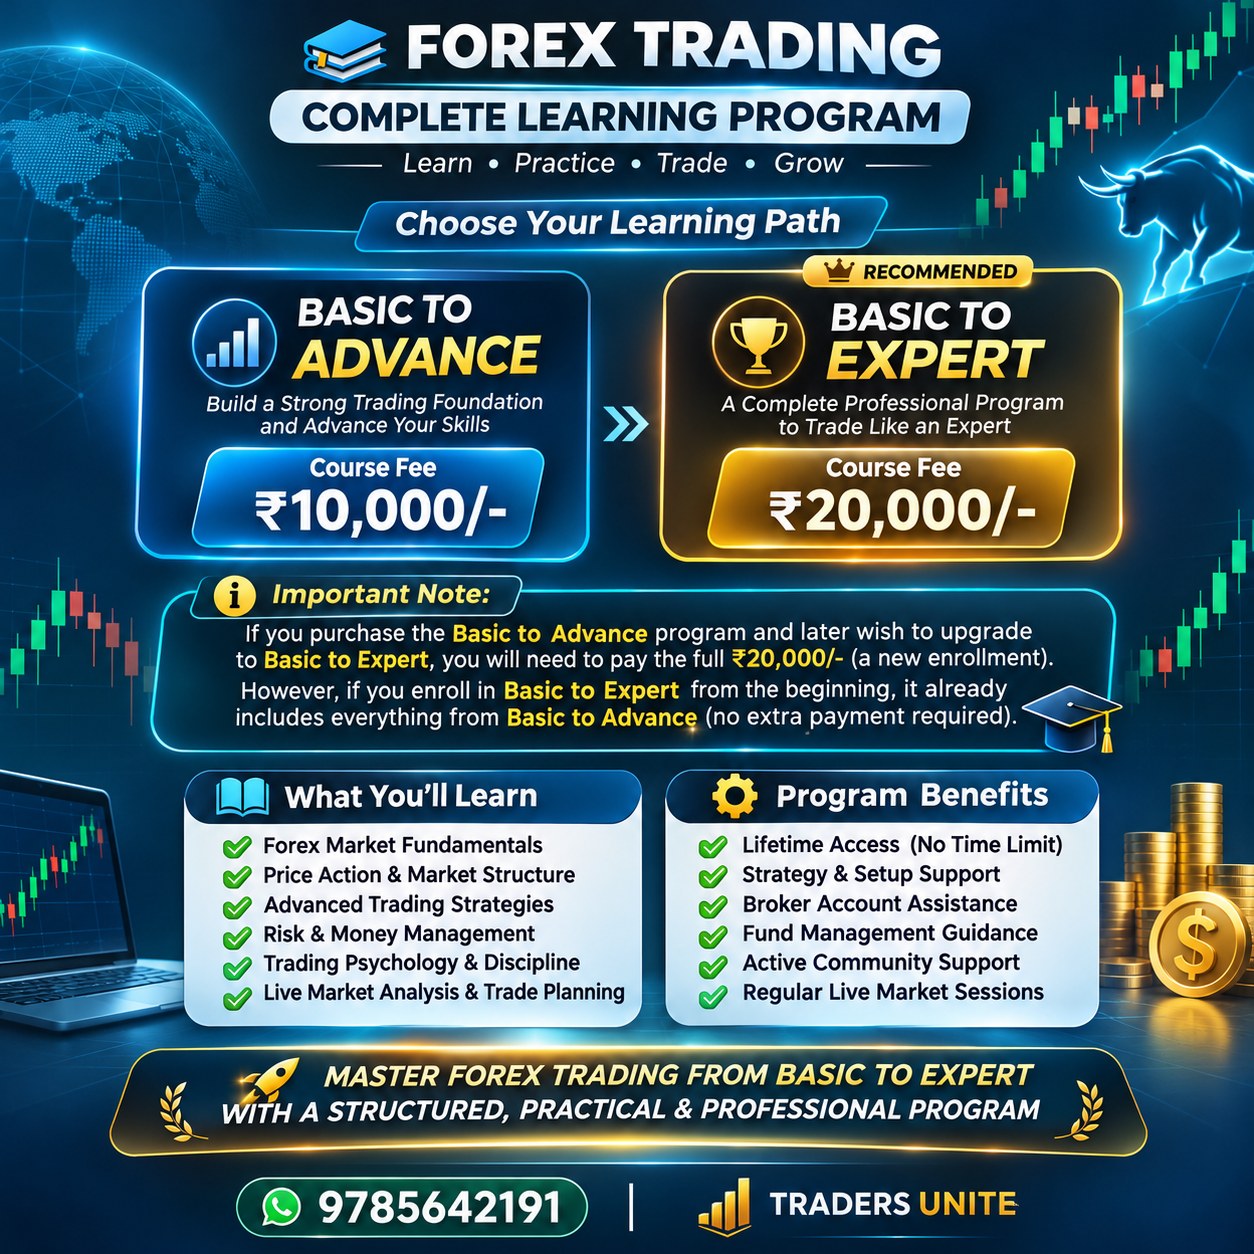 FOREX TRADING
COMPLETE LEARNING PROGRAM
Learn • Practice • Trade • Grow
Choose Your Learning Path
BASIC TO
ADVANCE
Build a Strong Trading Foundation
and Advance Your Skills
Course Fee
₹10,000/-
RECOMMENDED
BASIC TO
EXPERT
A Complete Professional Program
to Trade Like an Expert
Course Fee
₹20,000/-
Important Note:
If you purchase the Basic to Advance program and later wish to upgrade
to Basic to Expert, you will need to pay the full ₹20,000/- (a new enrollment).
However, if you enroll in Basic to Expert from the beginning, it already
includes everything from Basic to Advance (no extra payment required).
What You'll Learn
Forex Market Fundamentals
Price Action & Market Structure
Advanced Trading Strategies
Risk & Money Management
Trading Psychology & Discipline
Live Market Analysis & Trade Planning
Program Benefits
Lifetime Access (No Time Limit)
Strategy & Setup Support
Broker Account Assistance
Fund Management Guidance
Active Community Support
Regular Live Market Sessions
MASTER FOREX TRADING FROM BASIC TO EXPERT
WITH A STRUCTURED, PRACTICAL & PROFESSIONAL PROGRAM
9785642191
TRADERS UNITE